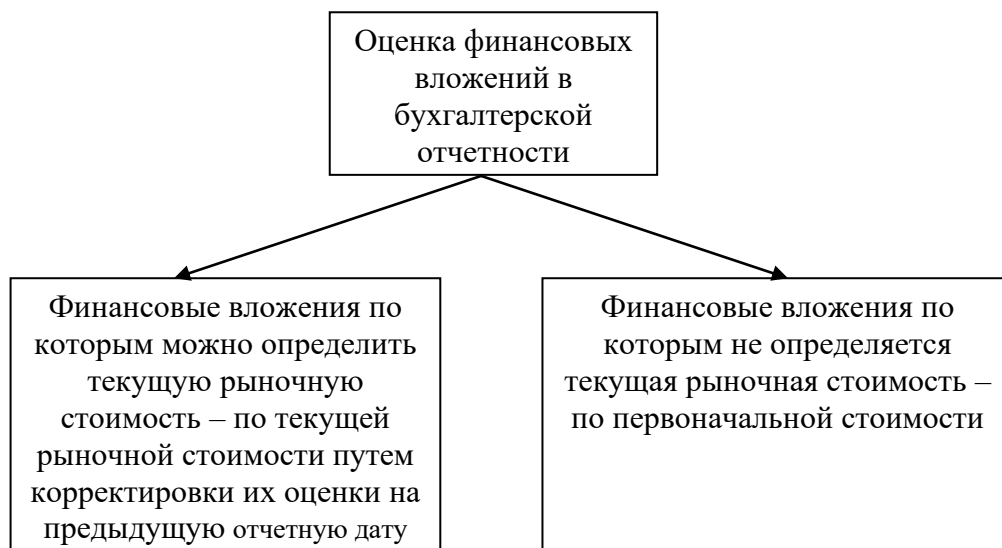 Оценка финансовых
вложений в
бухгалтерской
отчетности
Финансовые вложения по
которым можно определить
текущую рыночную
стоимость – по текущей
рыночной стоимости путем
корректировки их оценки на
предыдущую отчетную дату
Финансовые вложения по
которым не определяется
текущая рыночная стоимость –
по первоначальной стоимости